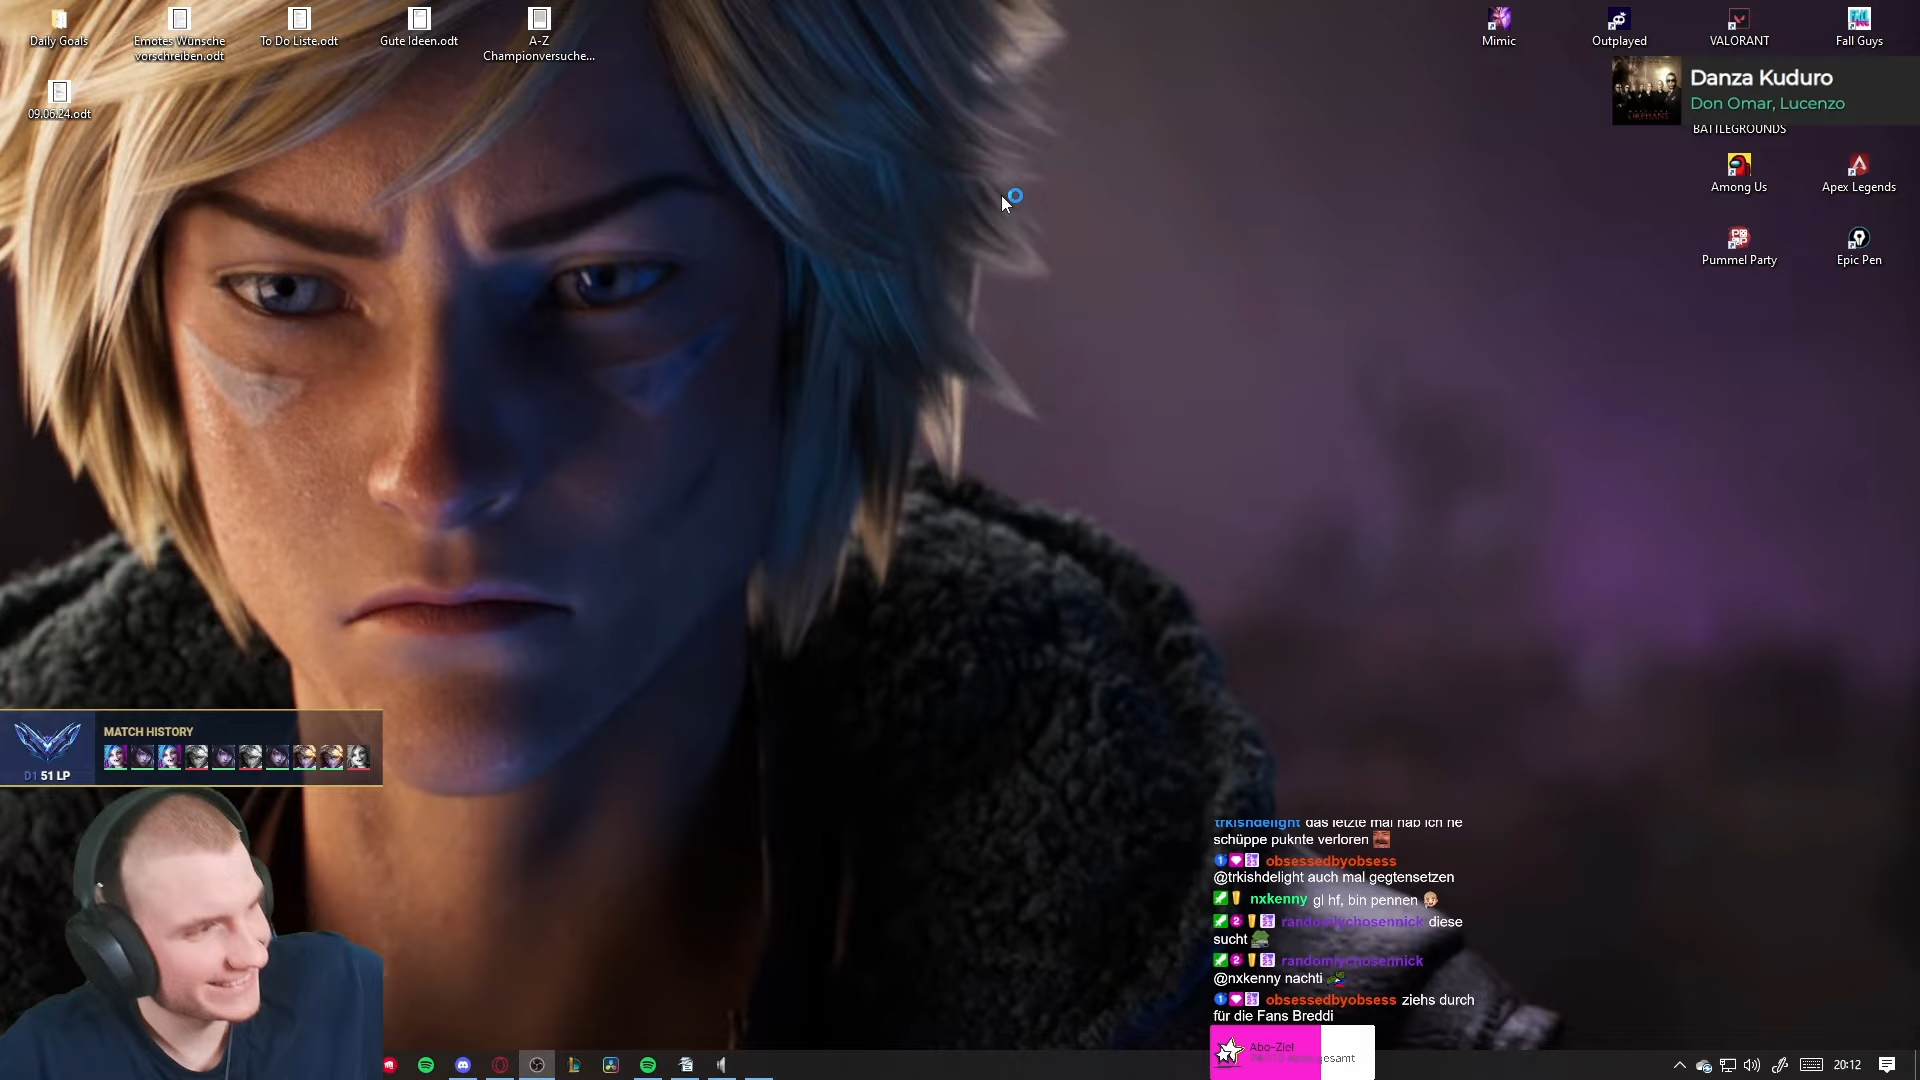 Daily Goals
Emotes Wünsche
vorschreiben.odt
To Do Liste.odt
Gute Ideen.odt
A-Z
Championversuche...
Mimic
Outplayed
VALORANT
Fall Guys
09.06.24.odt
Danza Kuduro
Don Omar, Lucenzo
BATTLEGROUNDS
Among Us
Apex Legends
Pummel Party
Epic Pen
MATCH HISTORY
D1 51 LP
trkishdelight das letzte mal hab ich ne
schüppe puknte verloren
obsessedbyobsess
@trkishdelight auch mal gegtensetzen
nxkenny gl hf, bin pennen
randomlychosennick diese
sucht
randomlychosennick
@nxkenny nachti
obsessedbyobsess ziehs durch
für die Fans Breddi
Abo-Ziel
gesamt
20:12